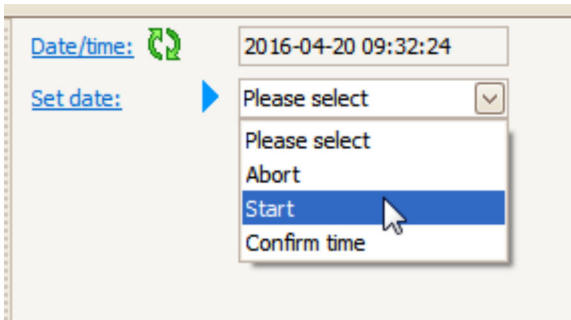 Date/time: 2016-04-20 09:32:24
Set date: Please select
Please select
Abort
Start
Confirm time